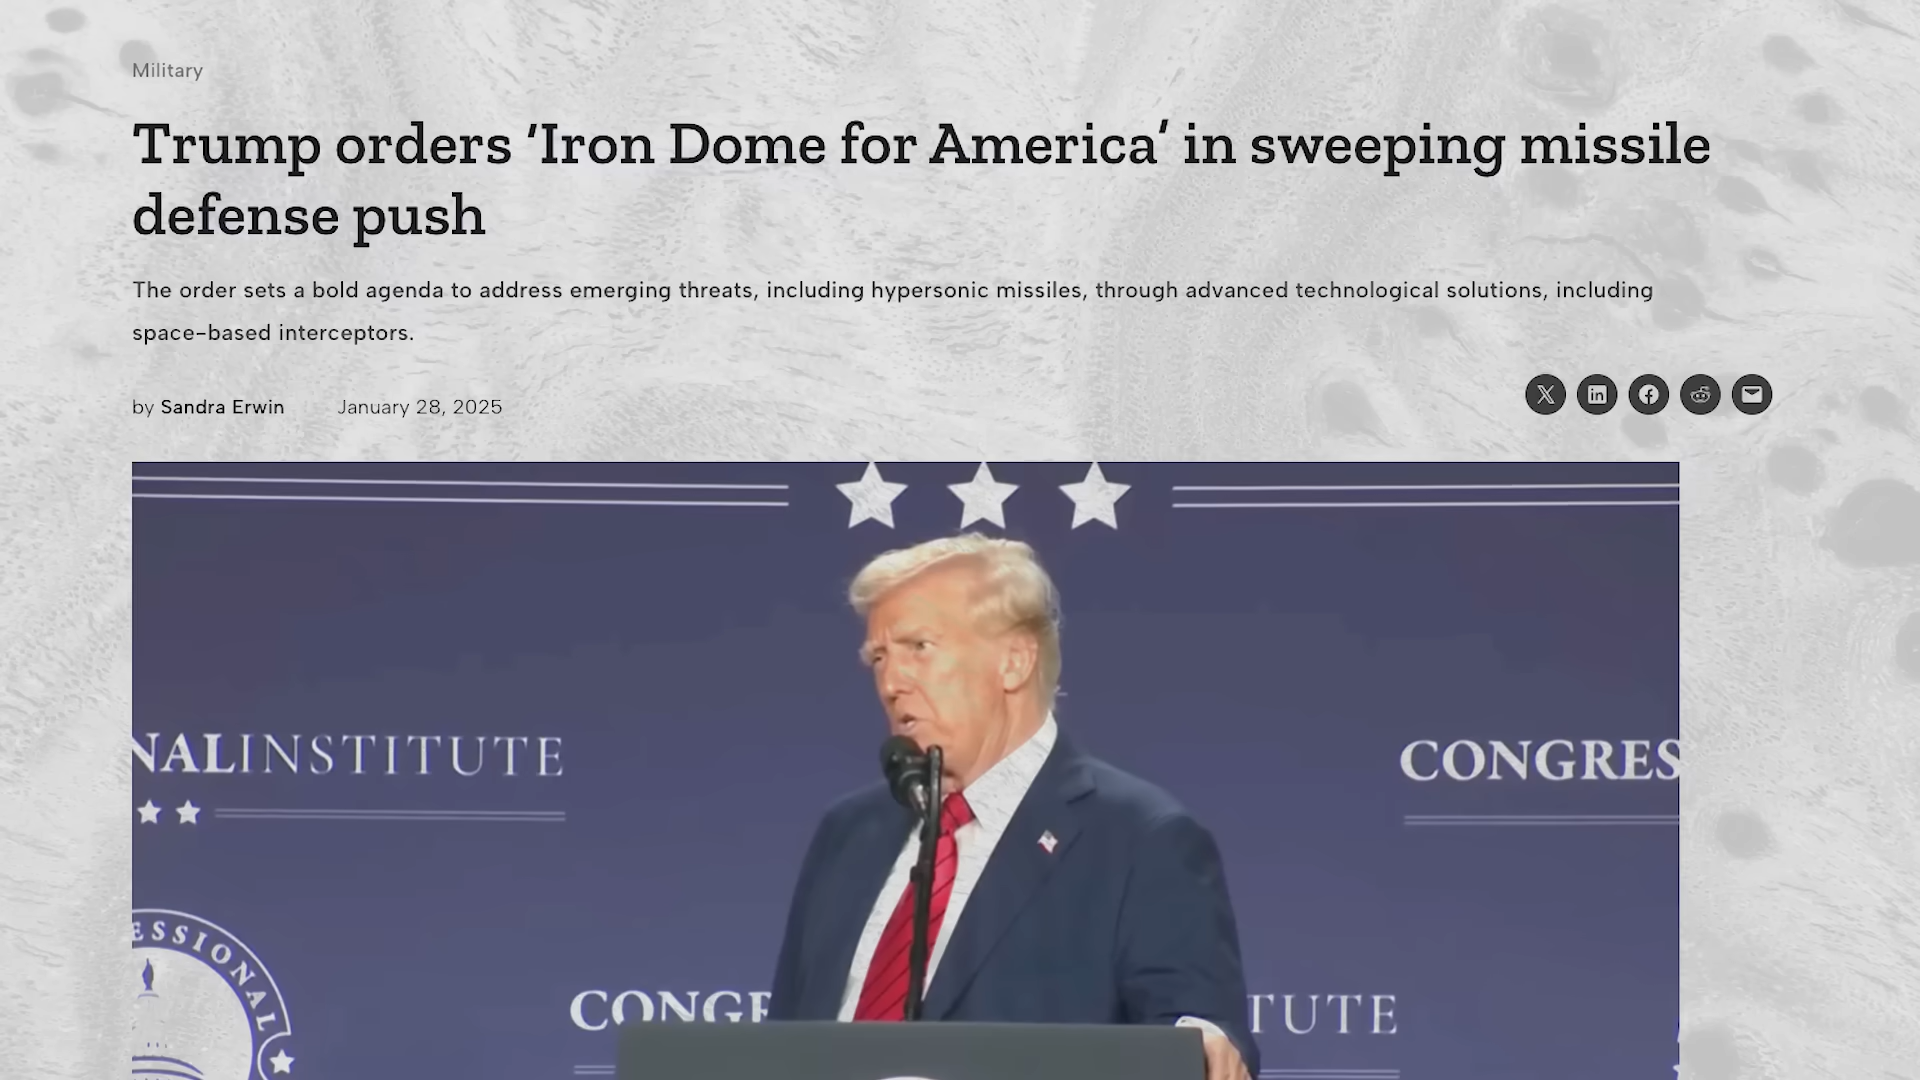 Military
Trump orders ‘Iron Dome for America’ in sweeping missile
defense push
The order sets a bold agenda to address emerging threats, including hypersonic missiles, through advanced technological solutions, including
space-based interceptors.
by Sandra Erwin January 28, 2025
NALINSTITUTE
CONGRES
ESSIONAL
CONGR
TUTE